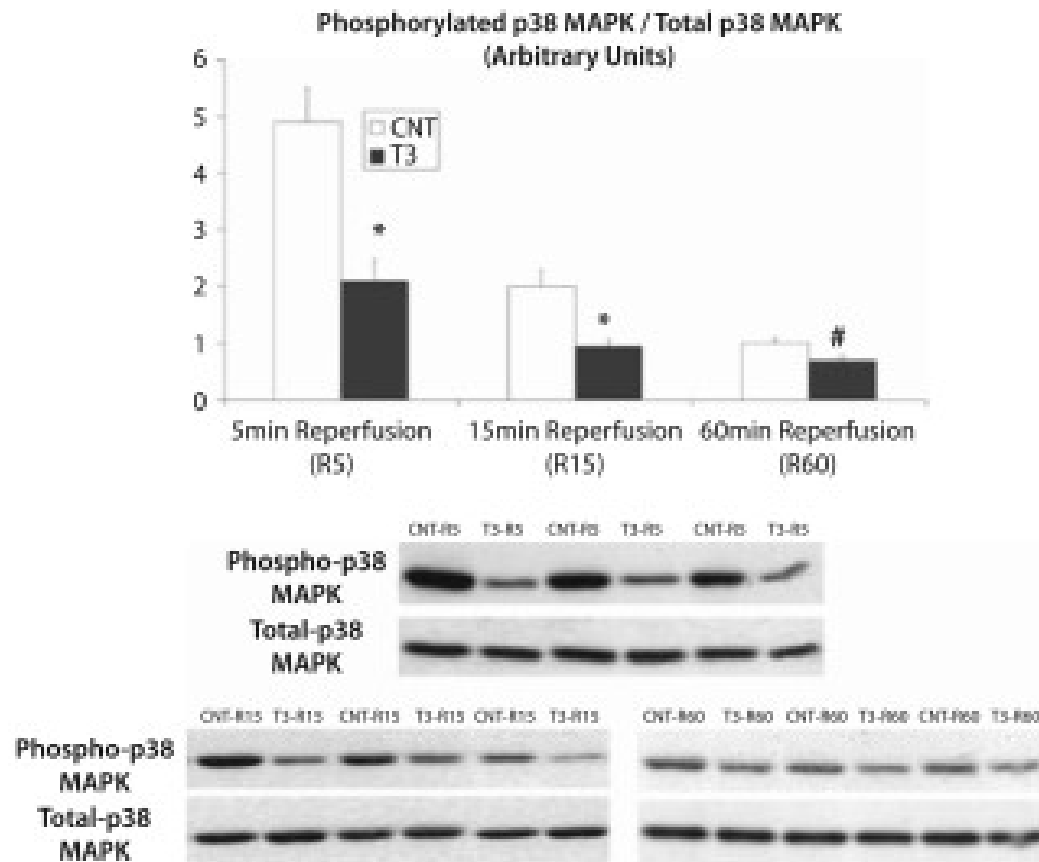 Phosphorylated p38 MAPK / Total p38 MAPK
(Arbitrary Units)
6
5
4
3
2
1
0
CNT
T3
*
*
#
5min Reperfusion
(R5)
15min Reperfusion
(R15)
60min Reperfusion
(R60)
CNT-R5 T3-R5 CNT-R5 T3-R5 CNT-R5 T3-R5
Phospho-p38
MAPK
Total-p38
MAPK
CNT-R15 T3-R15 CNT-R15 T3-R15 CNT-R15 T3-R15
CNT-R60 T3-R60 CNT-R60 T3-R60 CNT-R60 T3-R60
Phospho-p38
MAPK
Total-p38
MAPK